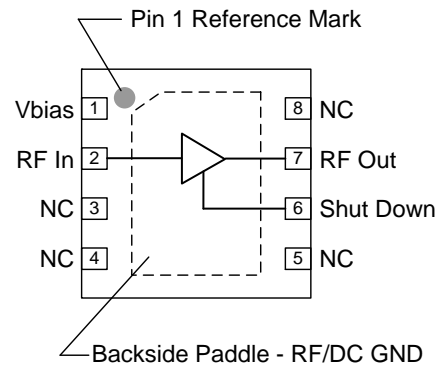 Pin 1 Reference Mark
Vbias 1 8 NC
RF In 2 7 RF Out
NC 3 6 Shut Down
NC 4 5 NC
Backside Paddle - RF/DC GND